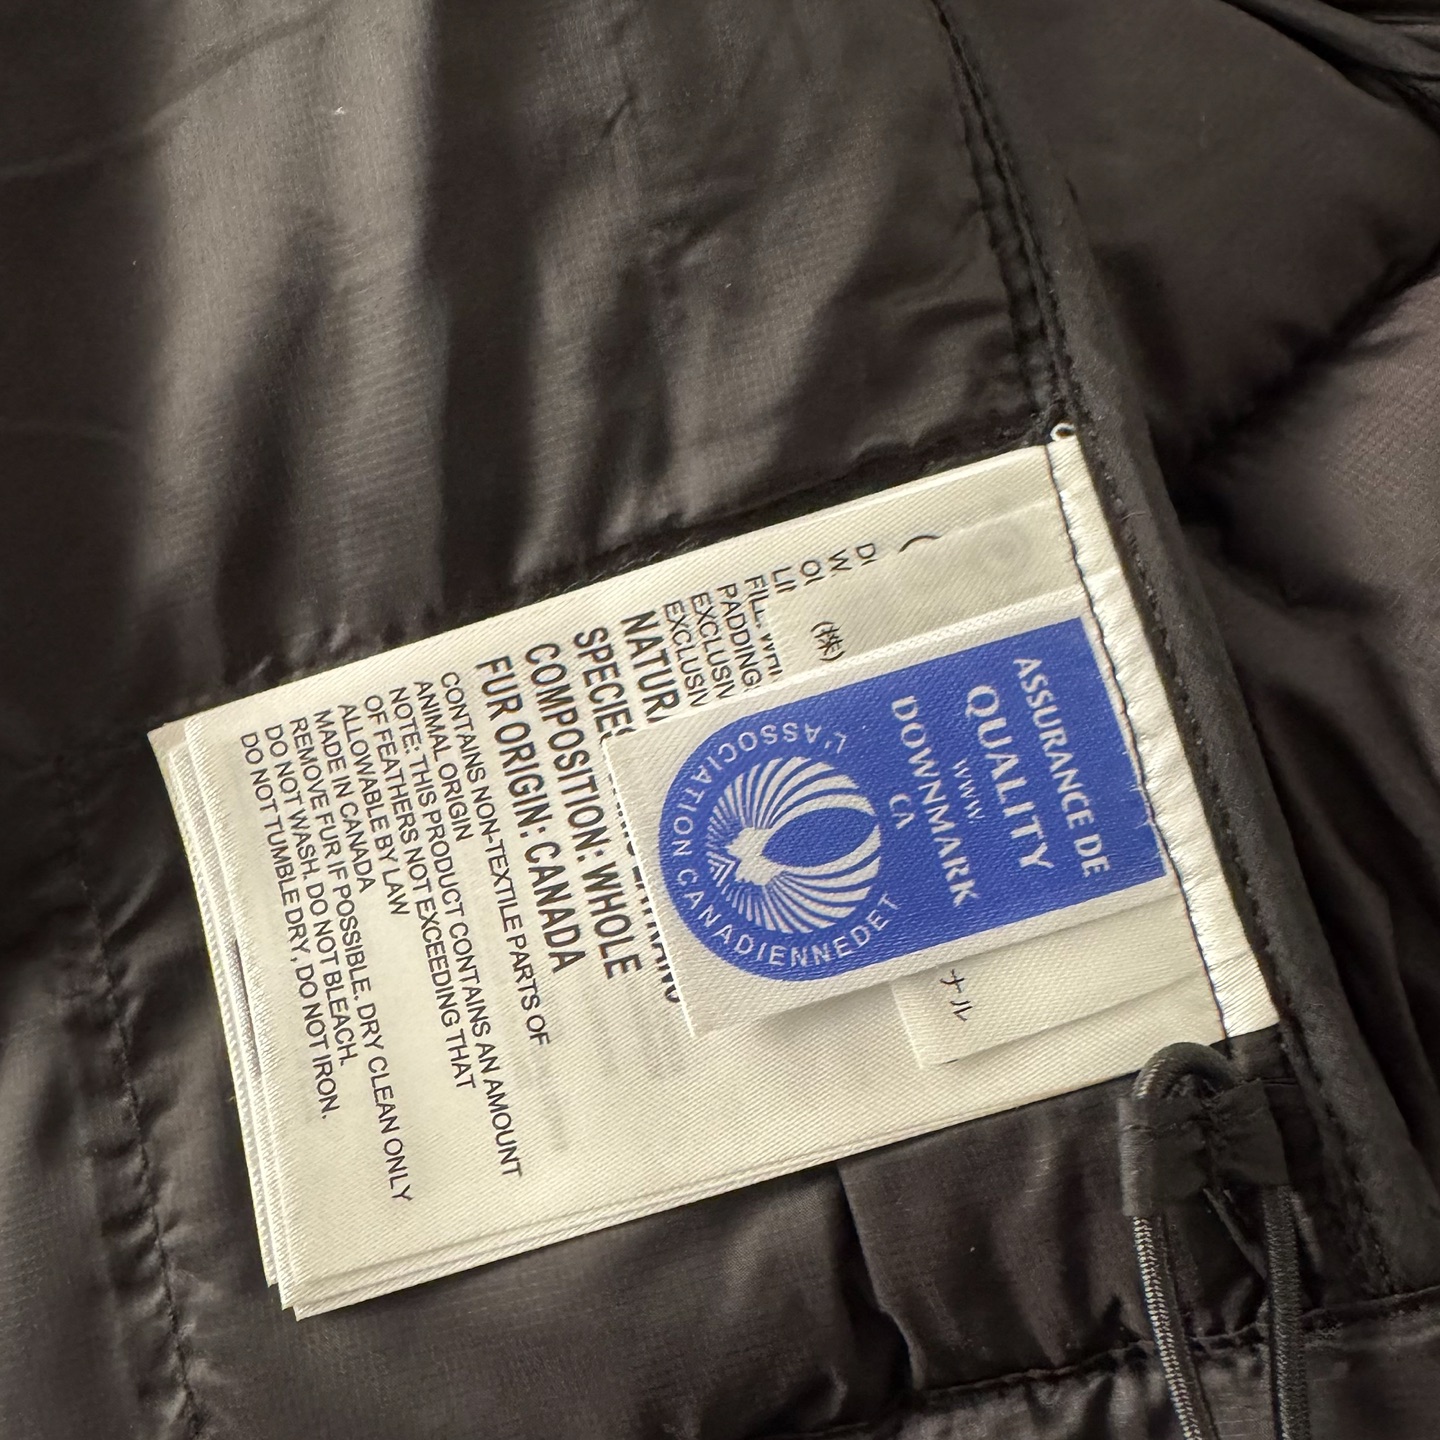 (
(株)
ナル
FILL:
PADDING:
EXCLUSIV
EXCLUSIV
NATUR
SPECIES
COMPOSITION: WHOLE
FUR ORIGIN: CANADA
CONTAINS NON-TEXTILE PARTS OF
ANIMAL ORIGIN
NOTE: THIS PRODUCT CONTAINS AN AMOUNT
OF FEATHERS NOT EXCEEDING THAT
ALLOWABLE BY LAW
MADE IN CANADA
REMOVE FUR IF POSSIBLE. DRY CLEAN ONLY
DO NOT WASH. DO NOT BLEACH.
DO NOT TUMBLE DRY, DO NOT IRON.
ASSURANCE DE
QUALITY
WWW
DOWNMARK
CA
L'ASSOCIATION CANADIENNEDET